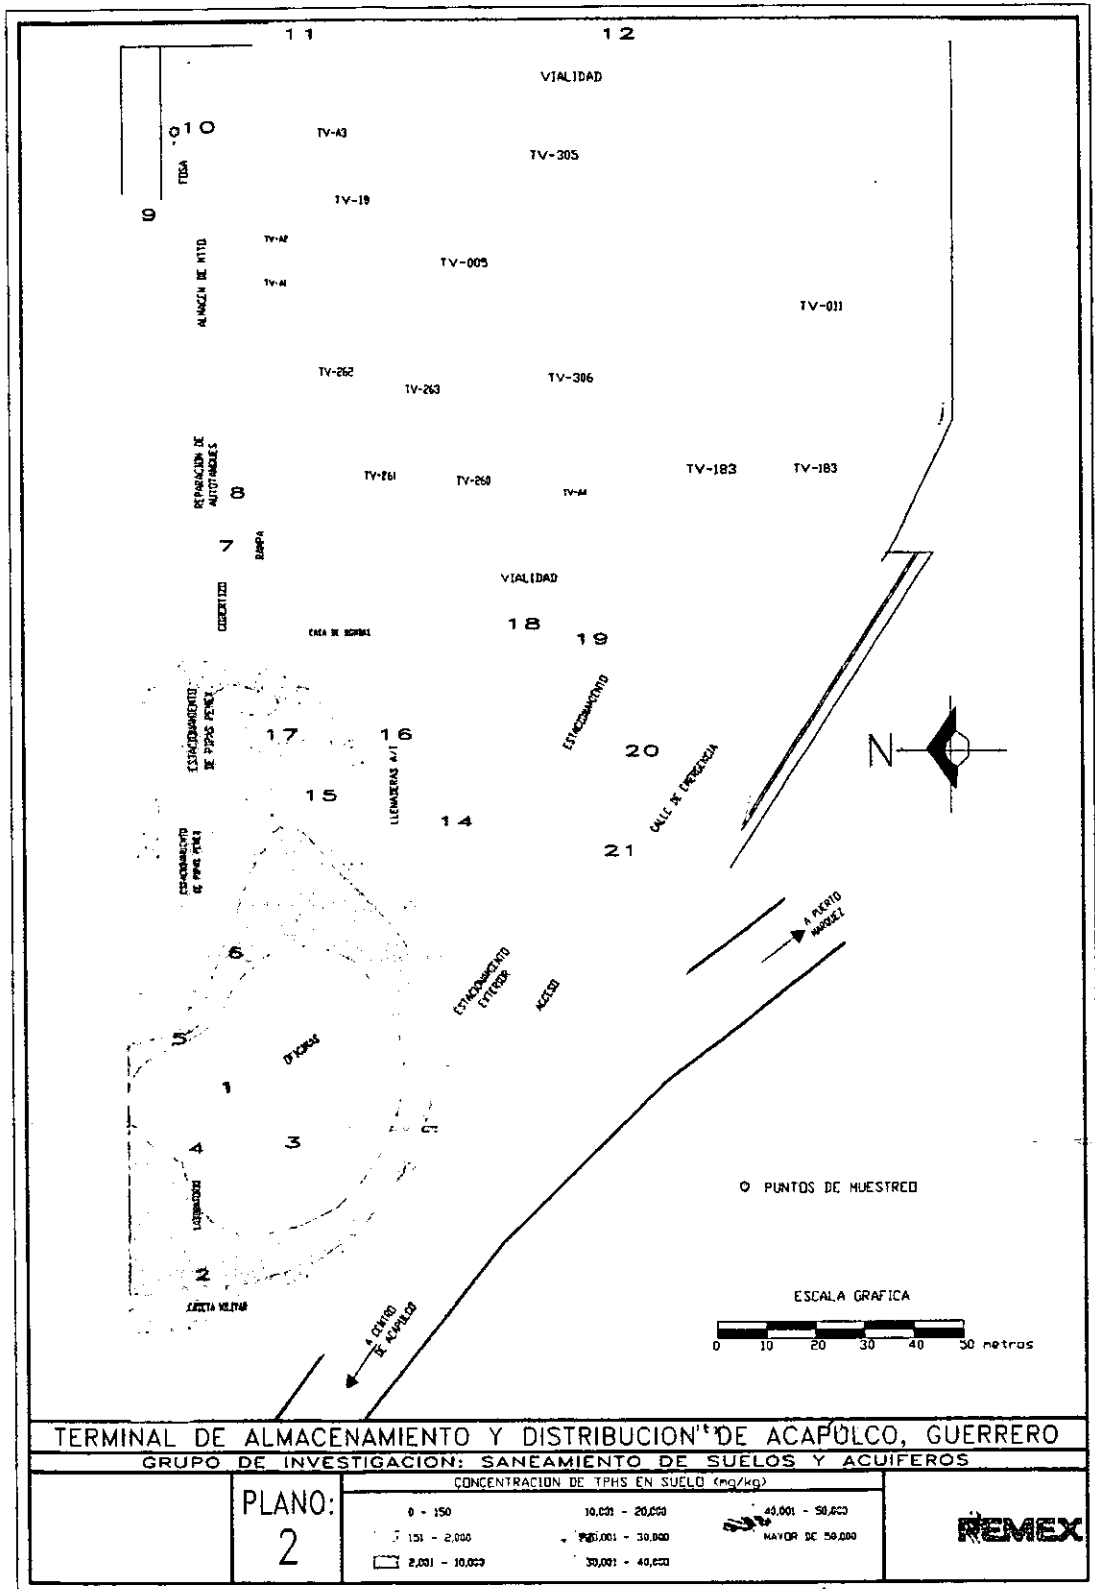 11
12
VIALIDAD
10
TV-A3
TV-305
FOSA
TV-19
9
TV-A2
ALMACEN DE MTTO.
TV-005
TV-A1
TV-011
TV-262
TV-263
TV-306
REPARACION DE
AUTOTANQUES
TV-261
TV-260
TV-A4
TV-183
TV-183
8
7
RAMPA
VIALIDAD
COBERTIZO
CASA DE BOMBAS
18
19
ESTACIONAMIENTO
DE PIPAS PEMEX
17
16
ESTACIONAMIENTO
20
N
LLENADERAS A/T
CALLE DE EMERGENCIA
15
14
21
ESTACIONAMIENTO
DE PIPAS PEMEX
A PUERTO
MARQUEZ
6
ESTACIONAMIENTO
EXTERIOR
ACCESO
5
OFICINAS
1
4
3
LABORATORIO
PUNTOS DE MUESTREO
2
CASETA MILITAR
ESCALA GRAFICA
A CENTRO
DE ACAPULCO
0 10 20 30 40 50 metros
TERMINAL DE ALMACENAMIENTO Y DISTRIBUCION DE ACAPULCO, GUERRERO
GRUPO DE INVESTIGACION: SANEAMIENTO DE SUELOS Y ACUIFEROS
PLANO:
2
CONCENTRACION DE TPHS EN SUELO (mg/kg)
0 - 150
151 - 2,000
2,001 - 10,000
10,001 - 20,000
20,001 - 30,000
30,001 - 40,000
40,001 - 50,000
MAYOR DE 50,000
PEMEX